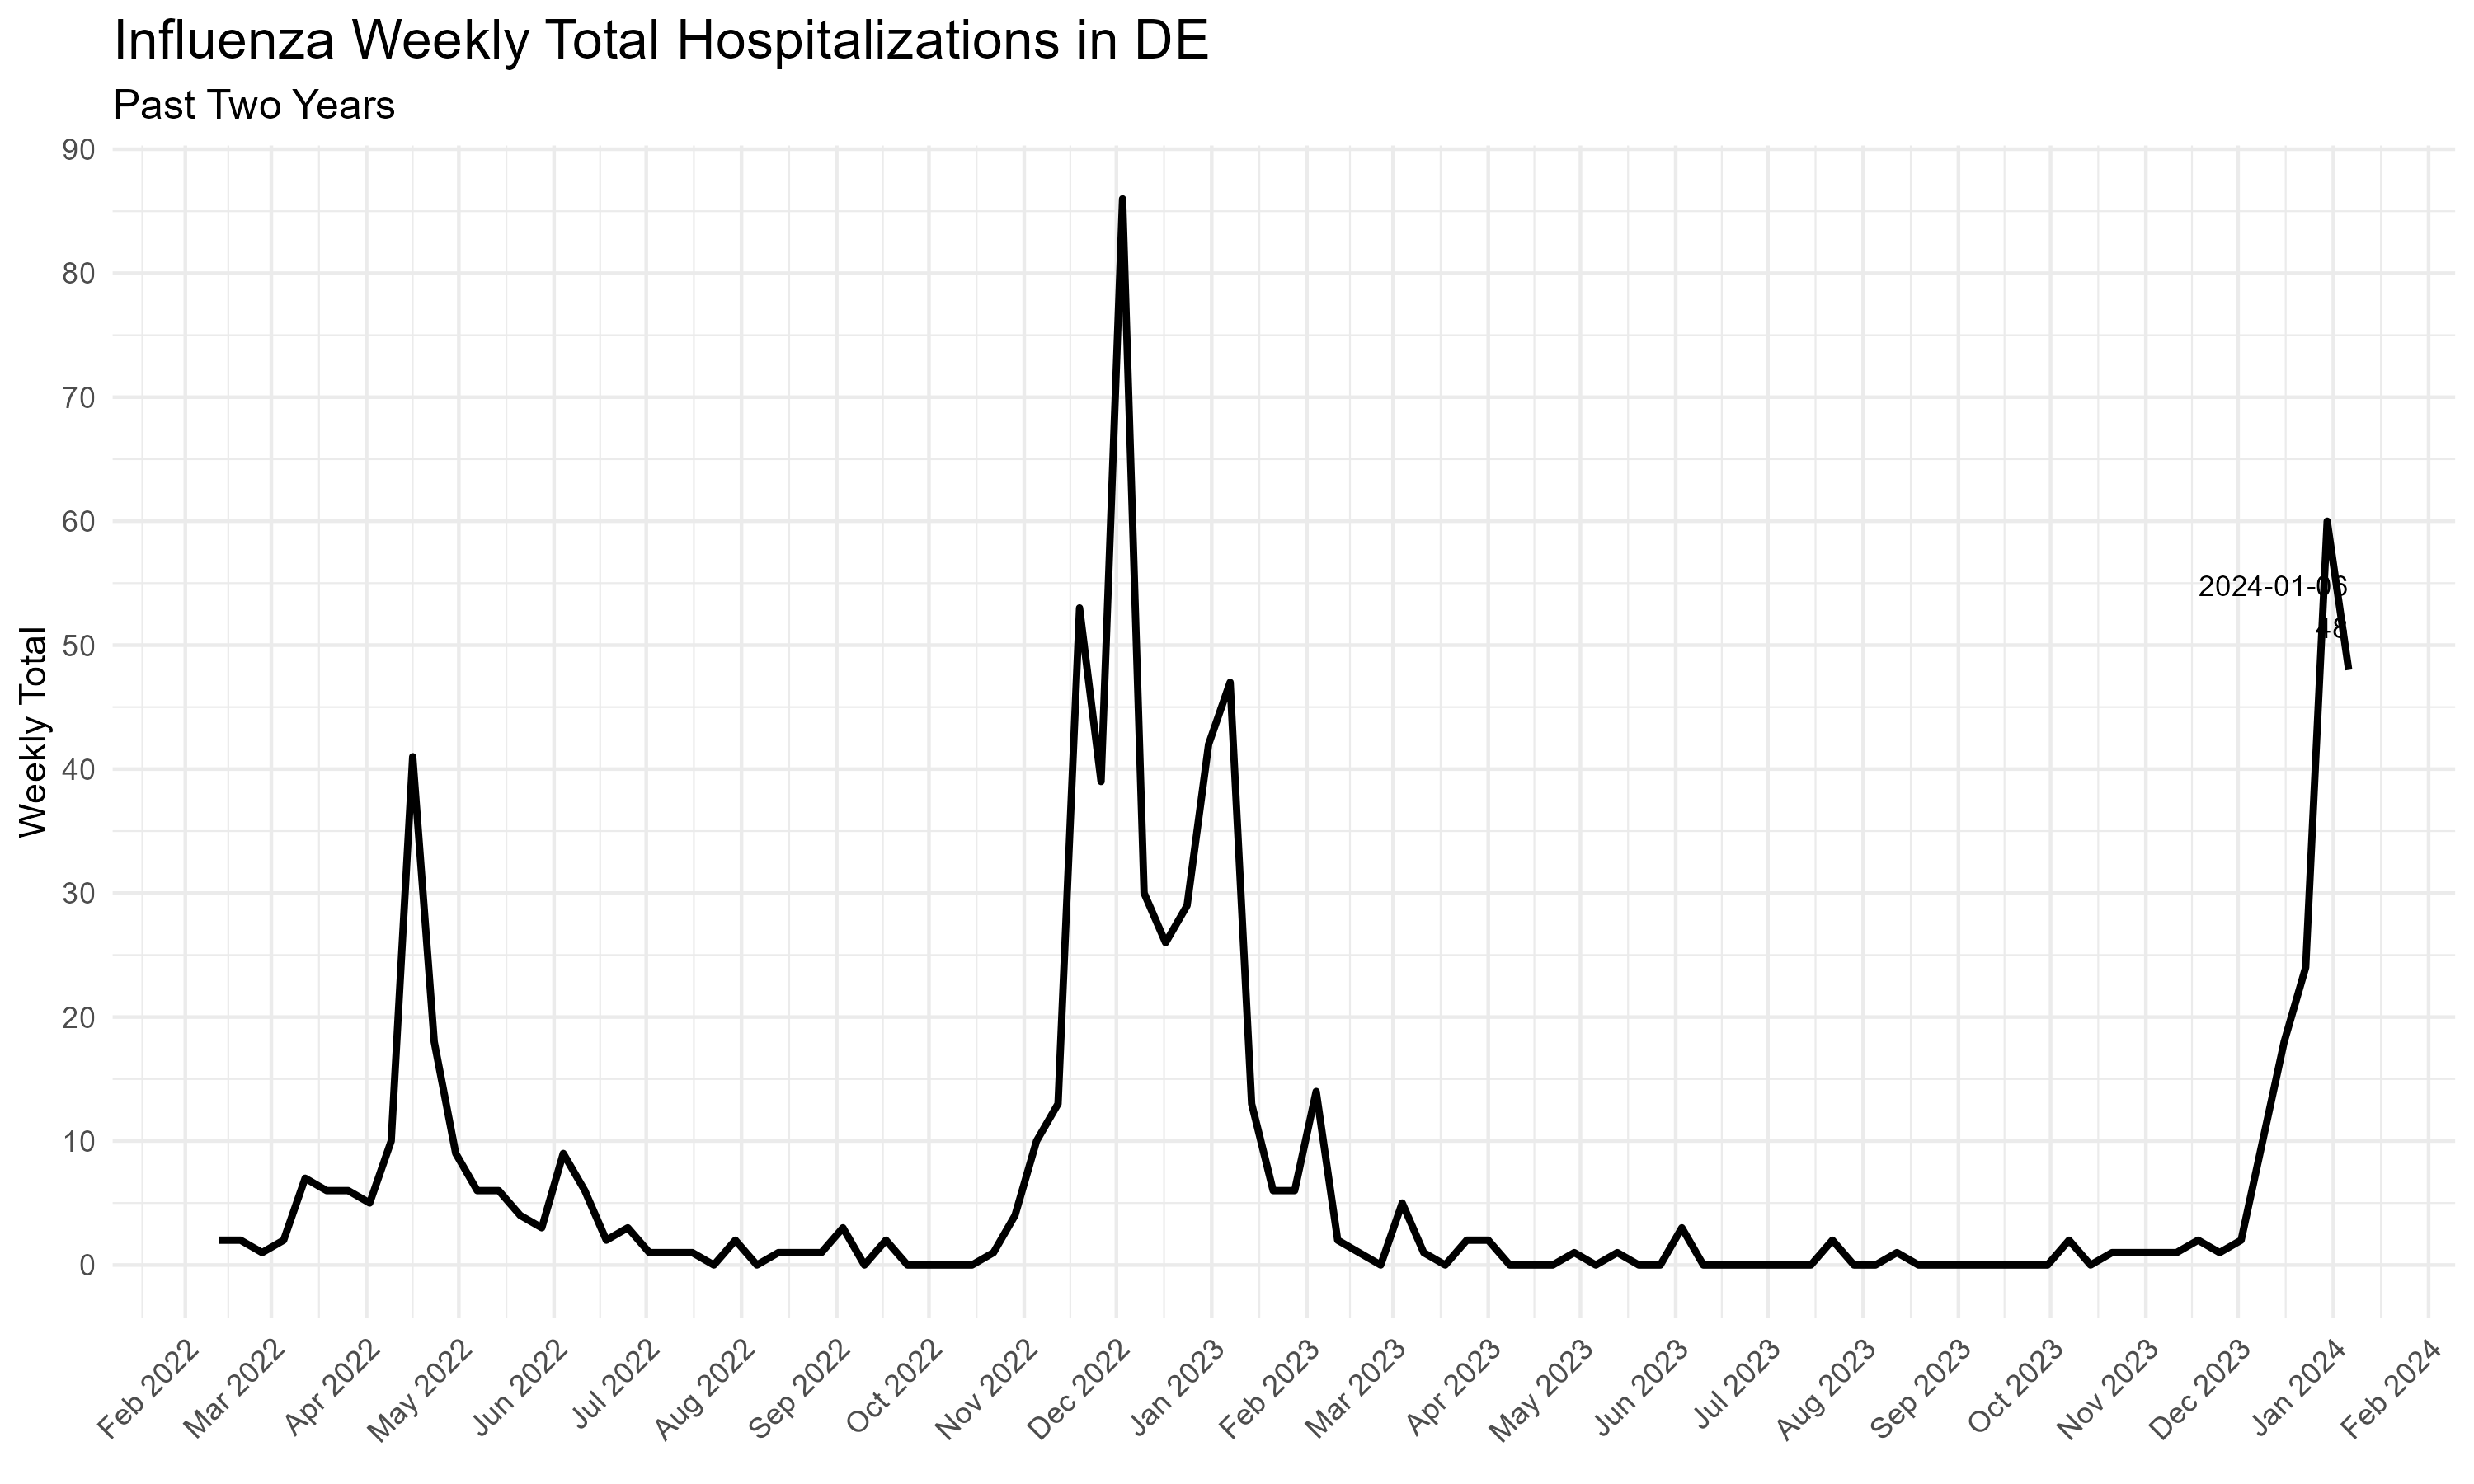 Influenza Weekly Total Hospitalizations in DE
Past Two Years
Weekly Total
90
80
70
60
50
40
30
20
10
0
2024-01-06
48
Feb 2022
Mar 2022
Apr 2022
May 2022
Jun 2022
Jul 2022
Aug 2022
Sep 2022
Oct 2022
Nov 2022
Dec 2022
Jan 2023
Feb 2023
Mar 2023
Apr 2023
May 2023
Jun 2023
Jul 2023
Aug 2023
Sep 2023
Oct 2023
Nov 2023
Dec 2023
Jan 2024
Feb 2024